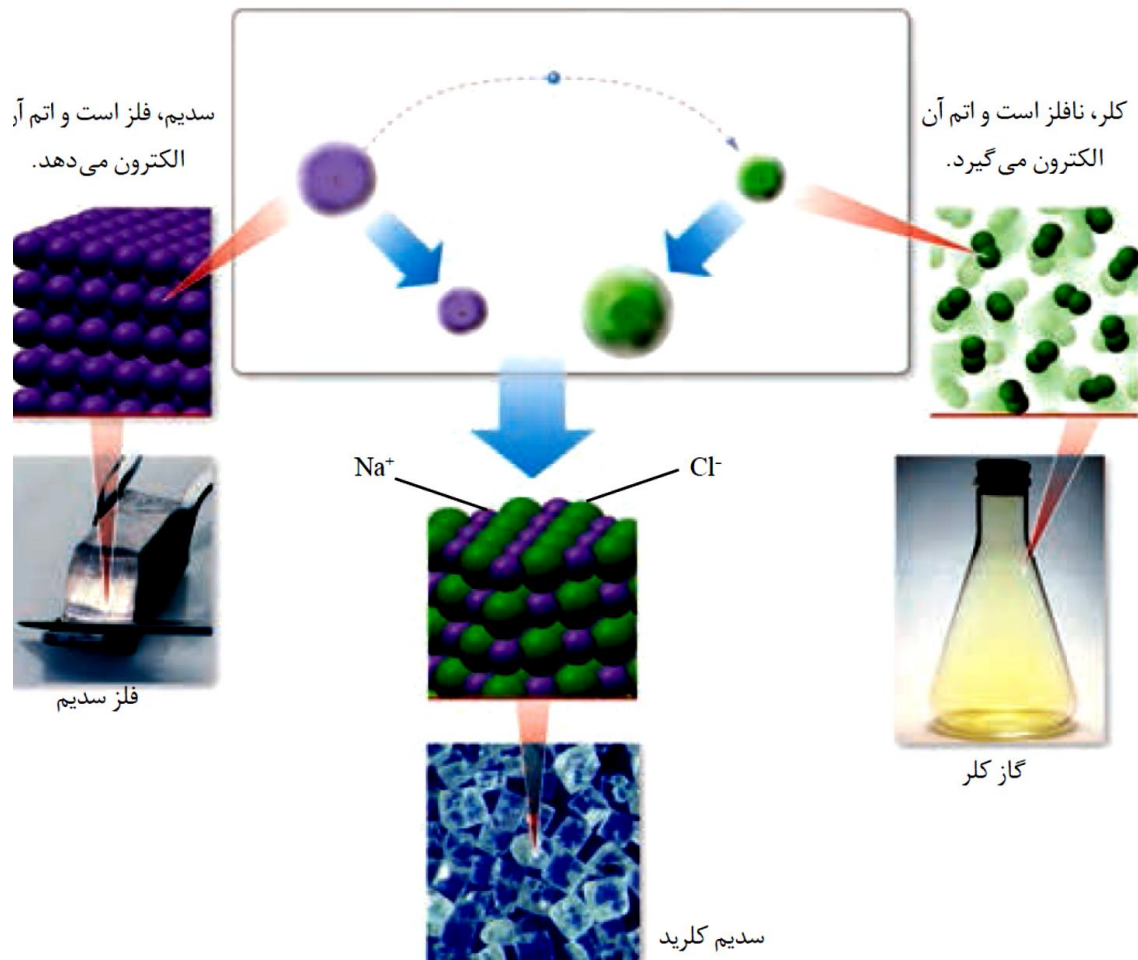 کلر، نافلز است و اتم آن
الکترون می‌گیرد.
سدیم، فلز است و اتم آ
الکترون می‌دهد.
Na⁺
Cl⁻
فلز سدیم
گاز کلر
سدیم کلرید